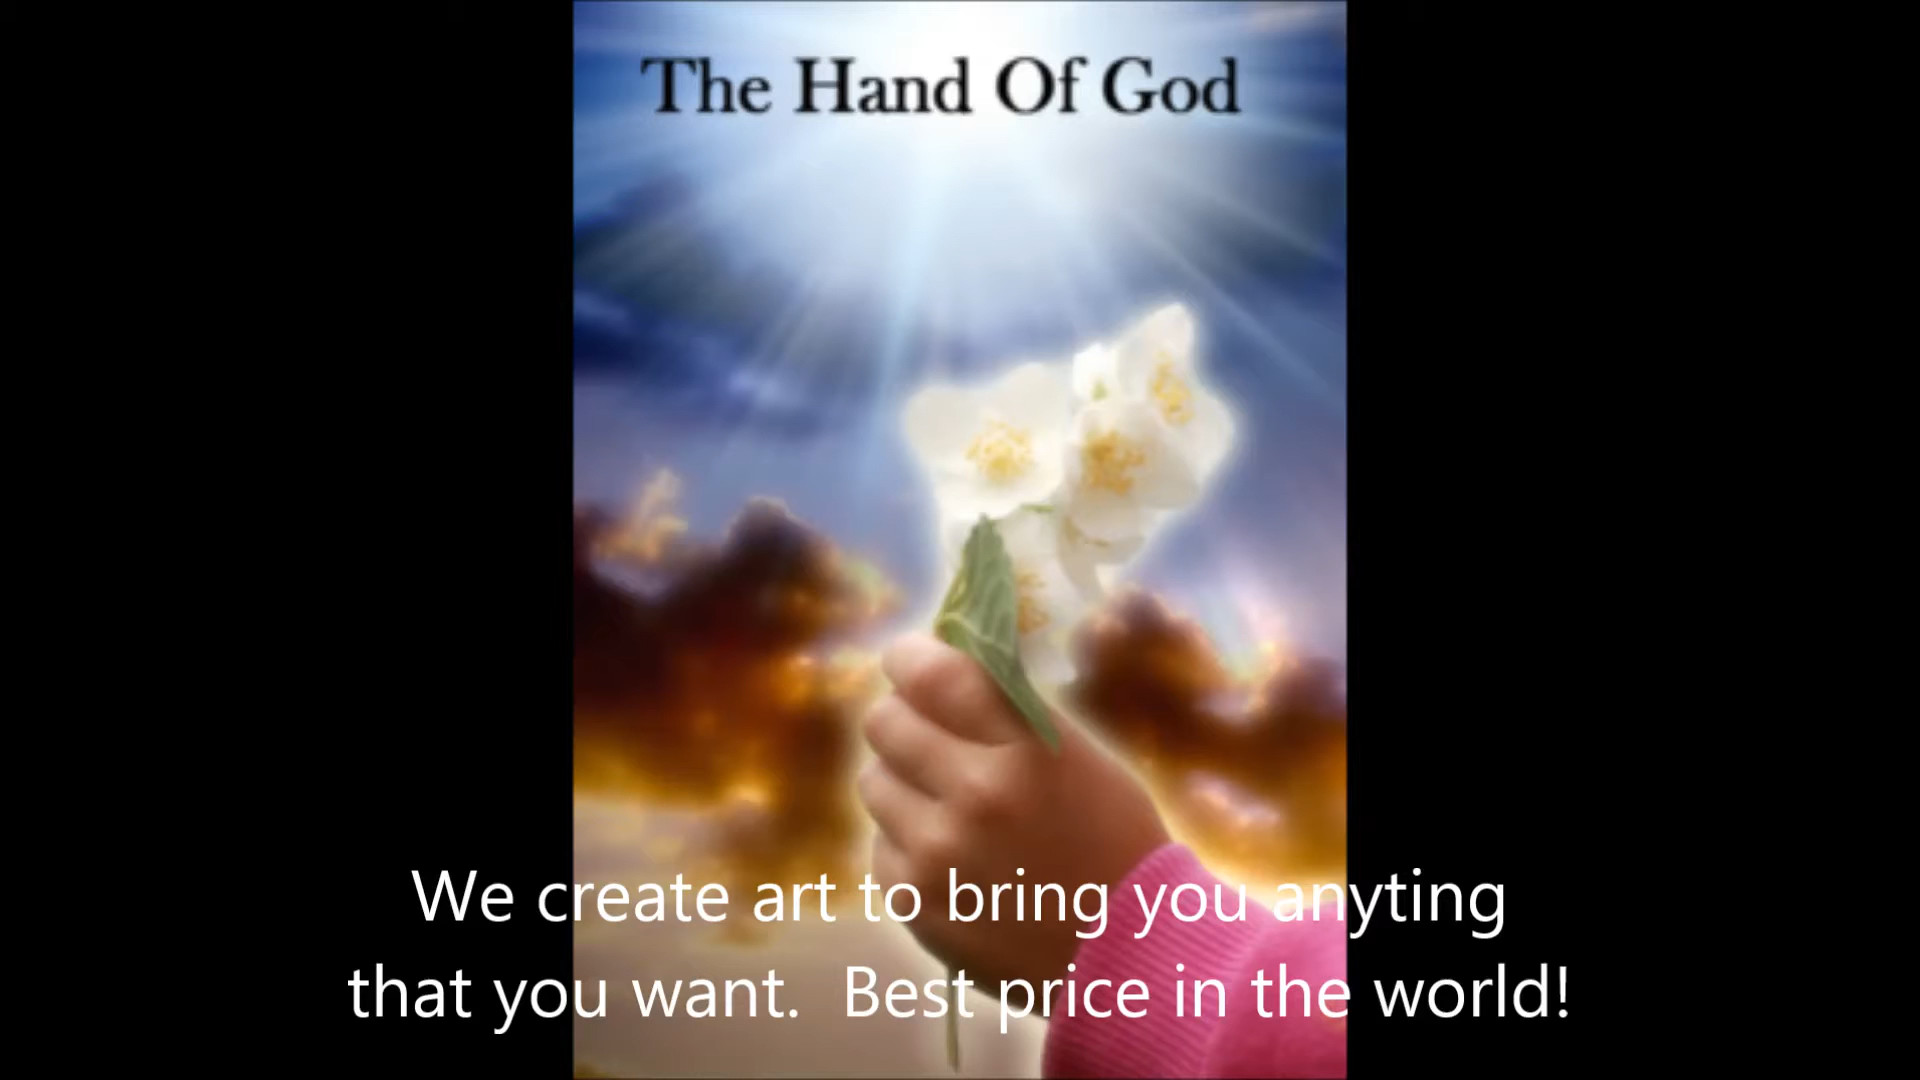 The Hand Of God
We create art to bring you anyting
that you want.  Best price in the world!